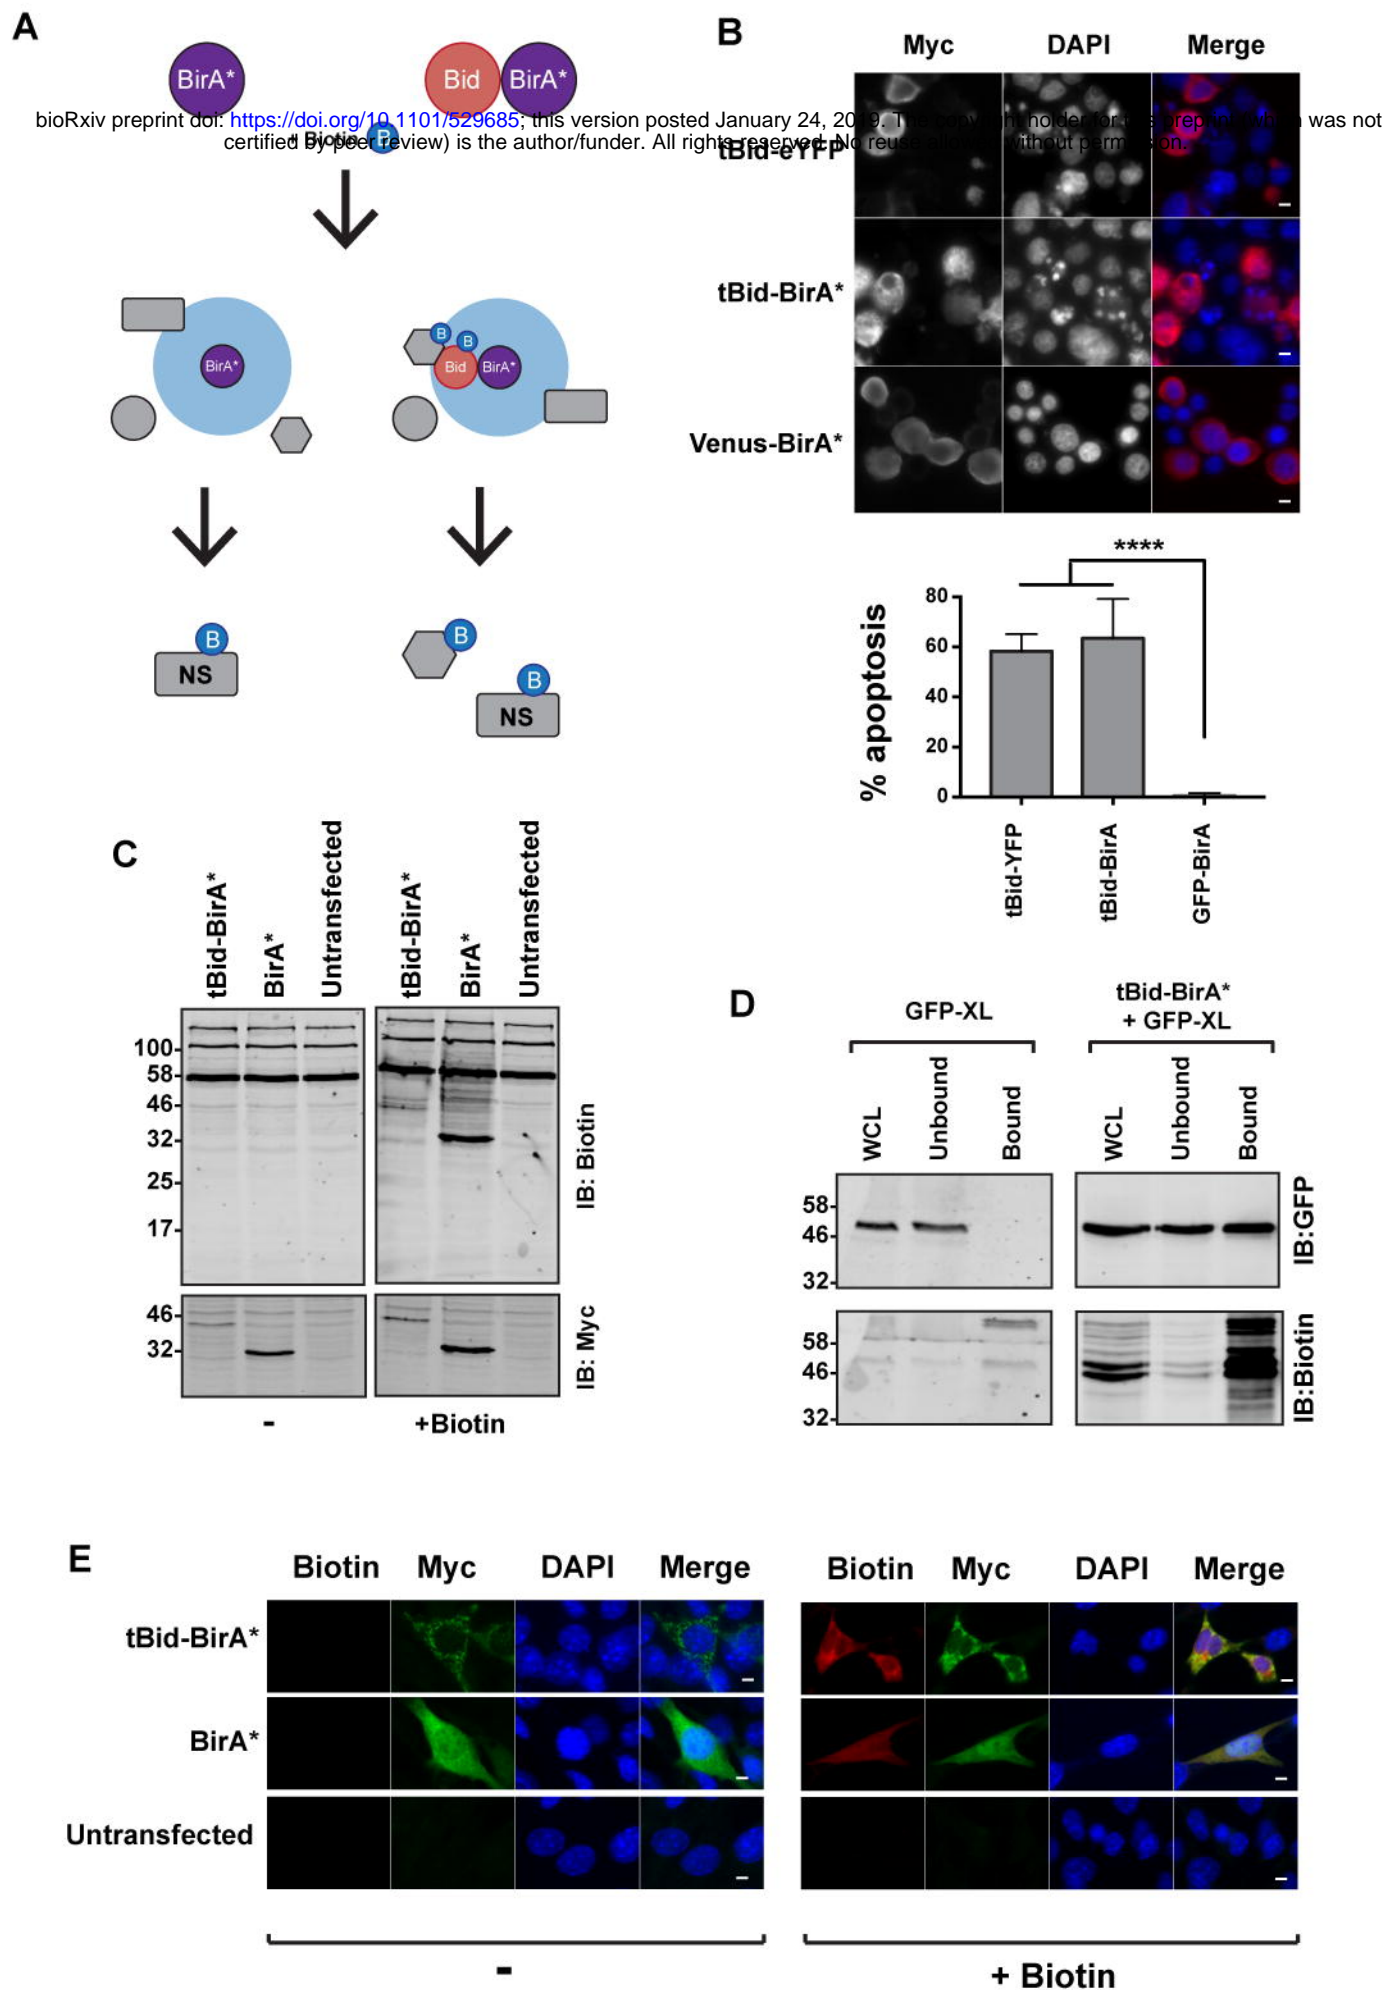 A
BirA*
Bid
BirA*
bioRxiv preprint doi: https://doi.org/10.1101/529685; this version posted January 24, 2019. The copyright holder for this preprint (which was not
certified by peer review) is the author/funder. All rights reserved. No reuse allowed without permission.
+ Biotin
B
BirA*
B
B
Bid
BirA*
B
NS
B
B
NS
B
Myc
DAPI
Merge
tBid-eYFP
tBid-BirA*
Venus-BirA*
****
% apoptosis
80
60
40
20
0
tBid-YFP
tBid-BirA
GFP-BirA
C
tBid-BirA*
BirA*
Untransfected
tBid-BirA*
BirA*
Untransfected
100
58
46
32
25
17
IB: Biotin
46
32
IB: Myc
-
+Biotin
D
GFP-XL
tBid-BirA*
+ GFP-XL
WCL
Unbound
Bound
WCL
Unbound
Bound
58
46
32
IB:GFP
58
46
32
IB:Biotin
E
Biotin
Myc
DAPI
Merge
Biotin
Myc
DAPI
Merge
tBid-BirA*
BirA*
Untransfected
-
+ Biotin